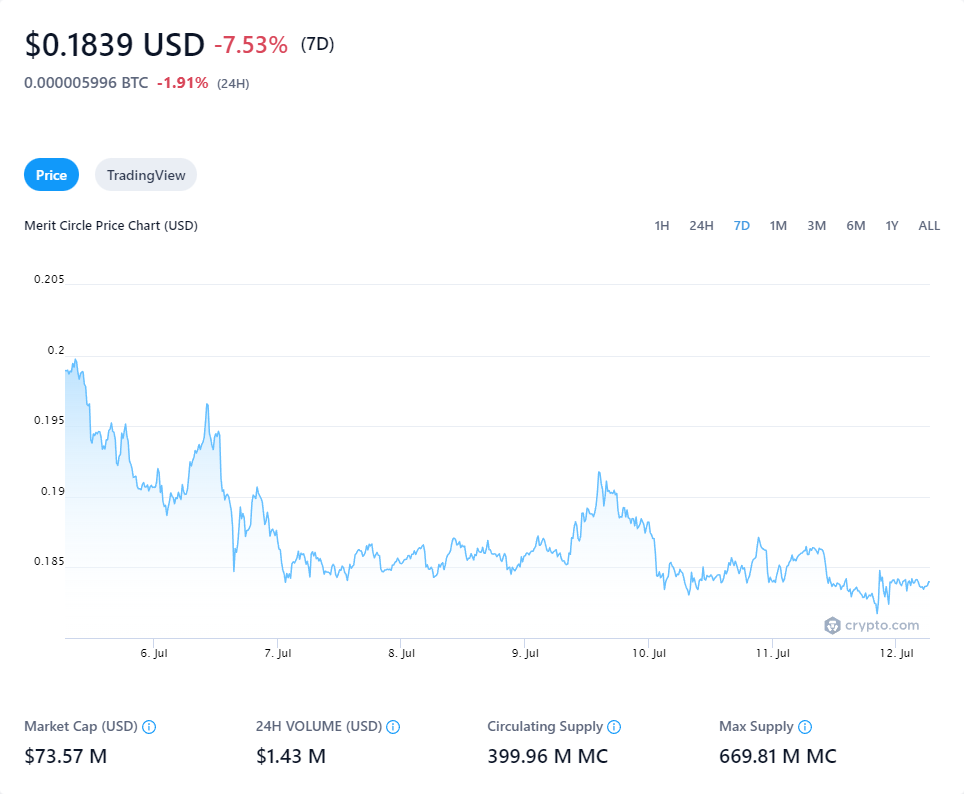 $0.1839 USD -7.53% (7D)
0.000005996 BTC -1.91% (24H)
Price TradingView
Merit Circle Price Chart (USD) 1H 24H 7D 1M 3M 6M 1Y ALL
0.205
0.2
0.195
0.19
0.185
crypto.com
6. Jul 7. Jul 8. Jul 9. Jul 10. Jul 11. Jul 12. Jul
Market Cap (USD) 24H VOLUME (USD) Circulating Supply Max Supply
$73.57 M $1.43 M 399.96 M MC 669.81 M MC